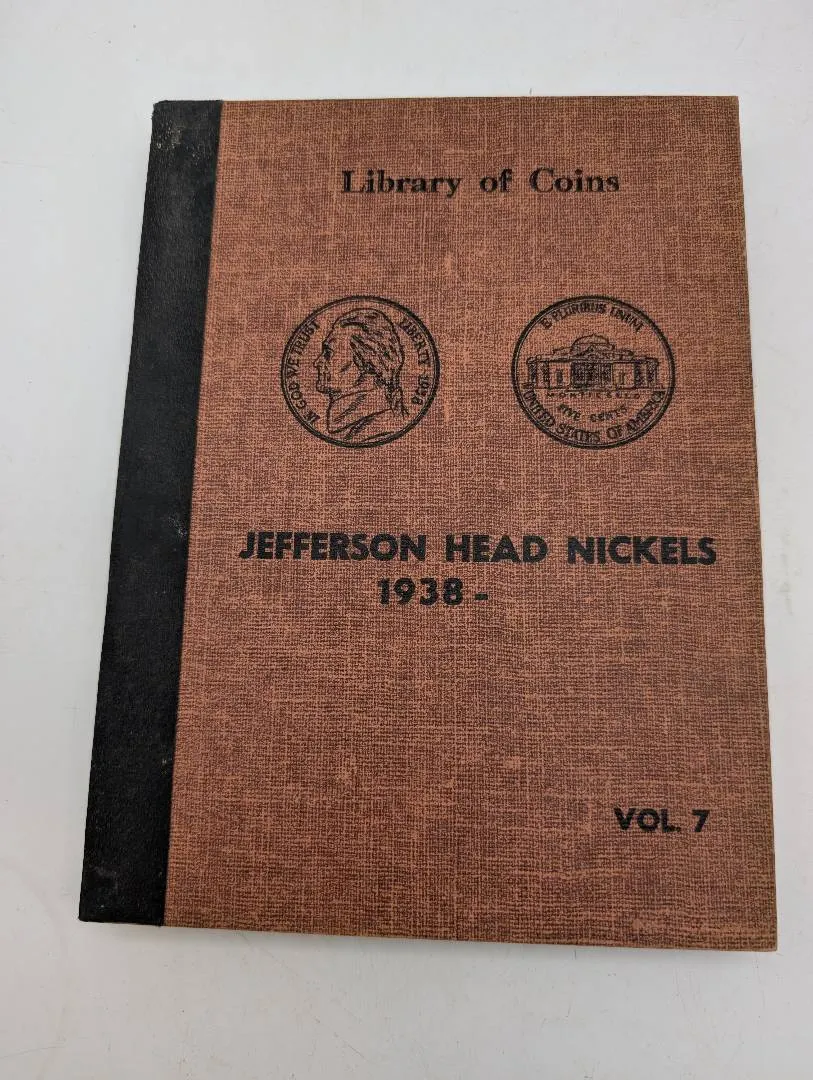 Library of Coins
IN GOD WE TRUST
LIBERTY 1938
E PLURIBUS UNUM
MONTICELLO
FIVE CENTS
UNITED STATES OF AMERICA
JEFFERSON HEAD NICKELS
1938-
VOL. 7